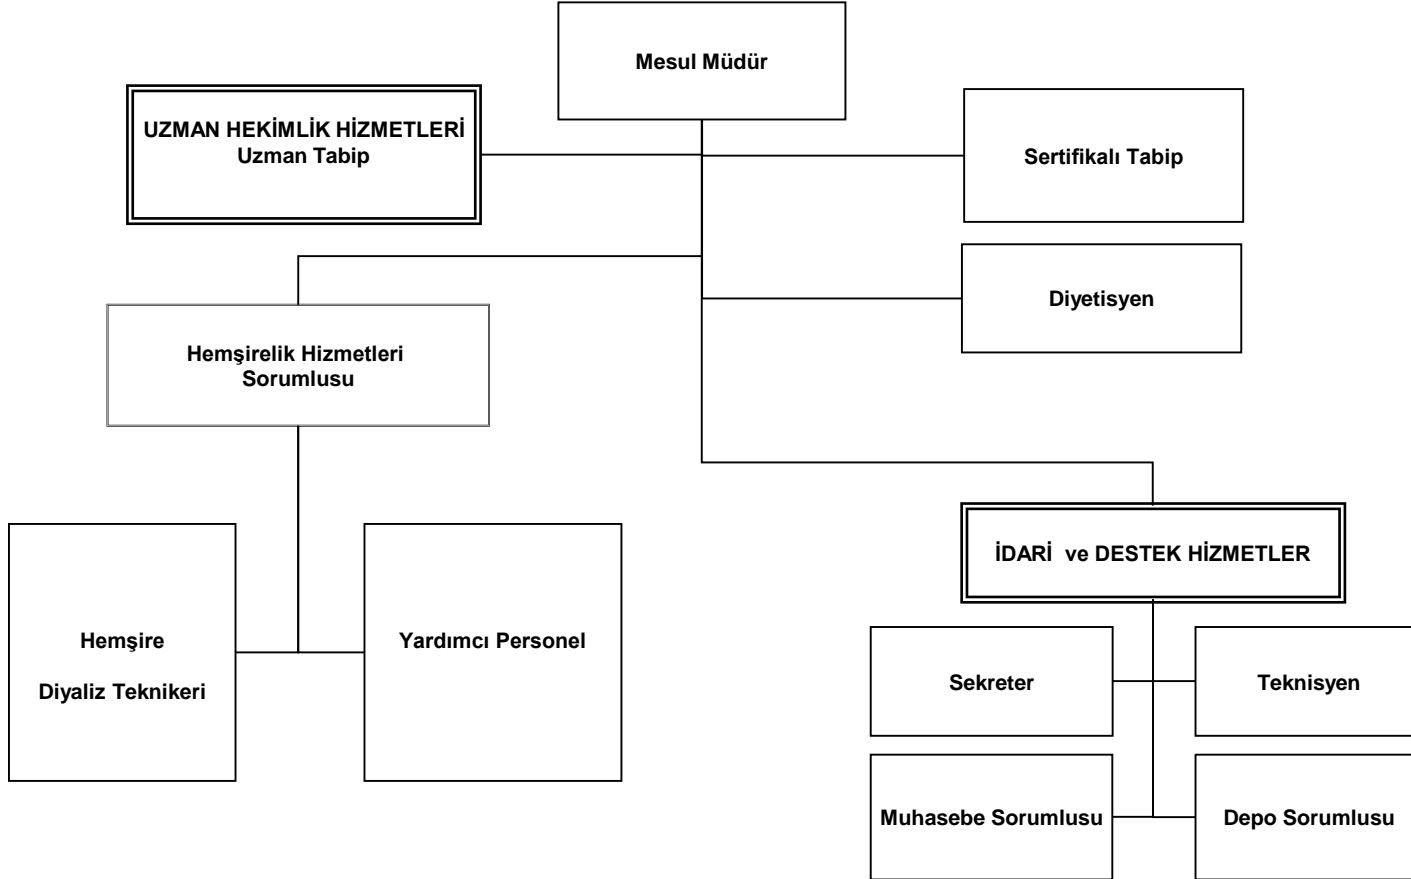 Mesul Müdür
UZMAN HEKİMLİK HİZMETLERİ
Uzman Tabip
Sertifikalı Tabip
Diyetisyen
Hemşirelik Hizmetleri
Sorumlusu
İDARİ  ve DESTEK HİZMETLER
Hemşire
Diyaliz Teknikeri
Yardımcı Personel
Sekreter
Teknisyen
Muhasebe Sorumlusu
Depo Sorumlusu